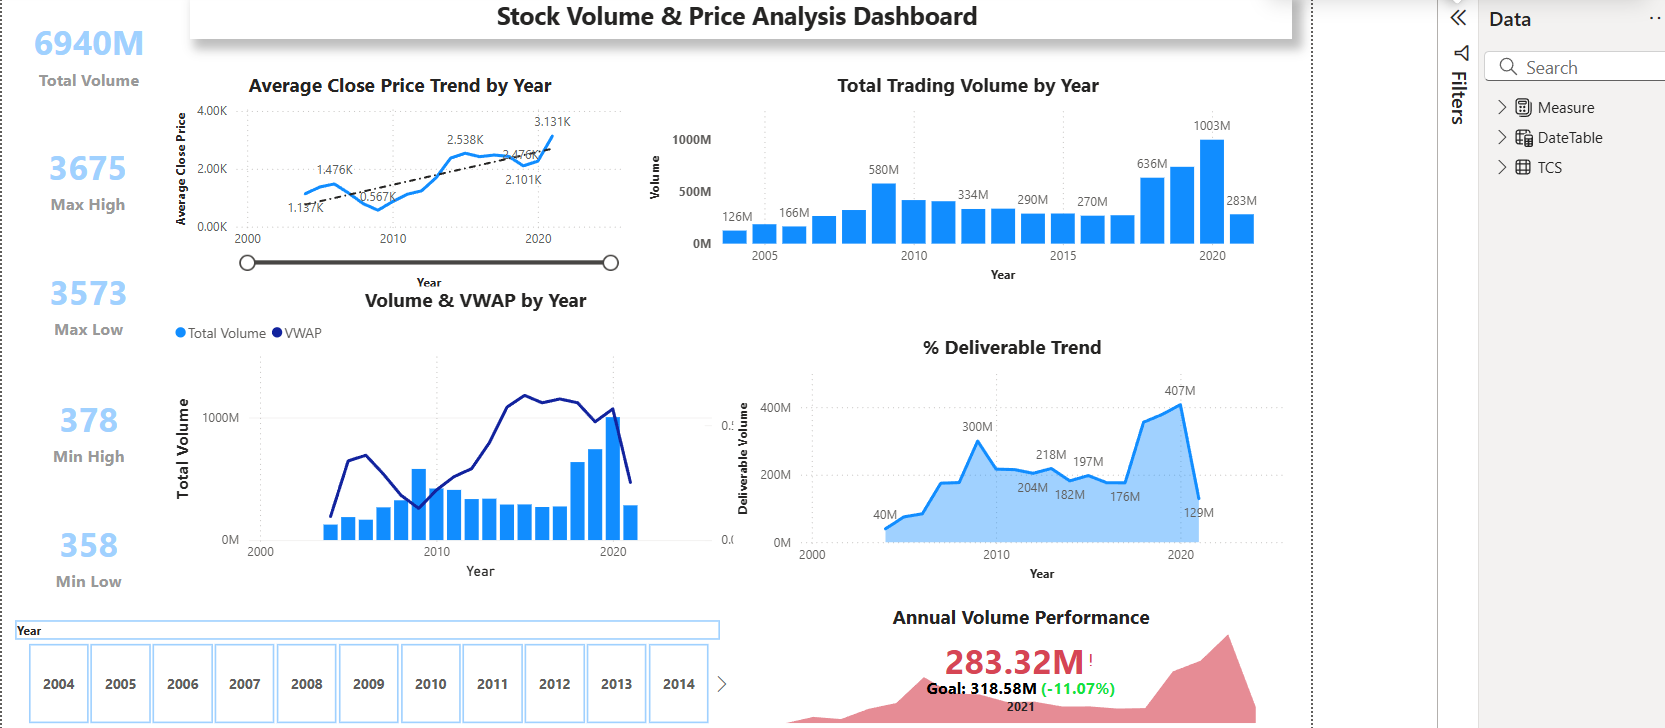 Stock Volume & Price Analysis Dashboard
6940M
Total Volume
3675
Max High
3573
Max Low
378
Min High
358
Min Low
Average Close Price Trend by Year
Average Close Price
4.00K
2.00K
0.00K
1.137K
1.476K
0.567K
2.538K
2.476K
2.101K
3.131K
2000
2010
2020
Year
Total Trading Volume by Year
Volume
1000M
500M
0M
126M
166M
580M
334M
290M
270M
636M
1003M
283M
2005
2010
2015
2020
Year
Volume & VWAP by Year
Total Volume
VWAP
Total Volume
1000M
0M
2000
2010
2020
Year
% Deliverable Trend
Deliverable Volume
400M
200M
0M
40M
300M
204M
218M
182M
197M
176M
407M
129M
2000
2010
2020
Year
Year
2004 2005 2006 2007 2008 2009 2010 2011 2012 2013 2014
Annual Volume Performance
283.32M!
Goal: 318.58M (-11.07%)
2021
Filters
Data
Search
Measure
DateTable
TCS